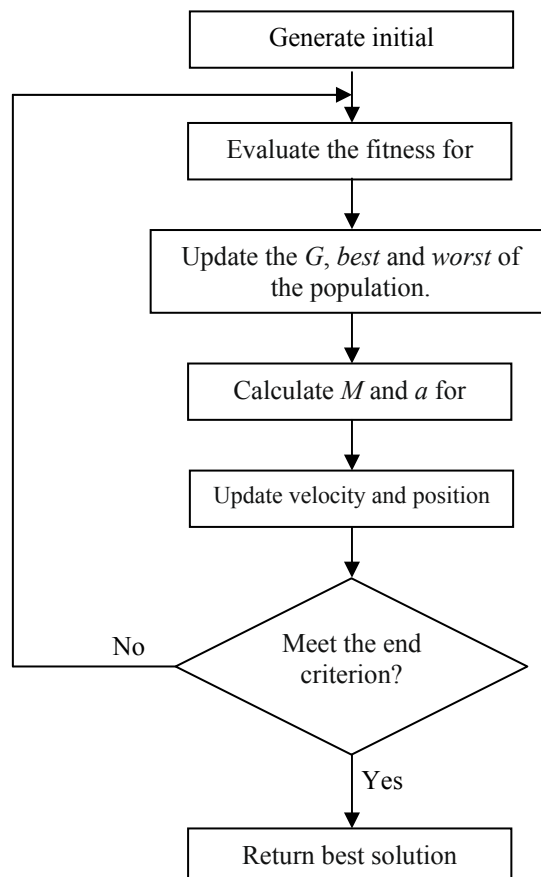 Generate initial
Evaluate the fitness for
Update the G, best and worst of
the population.
Calculate M and a for
Update velocity and position
Meet the end
criterion?
No
Yes
Return best solution